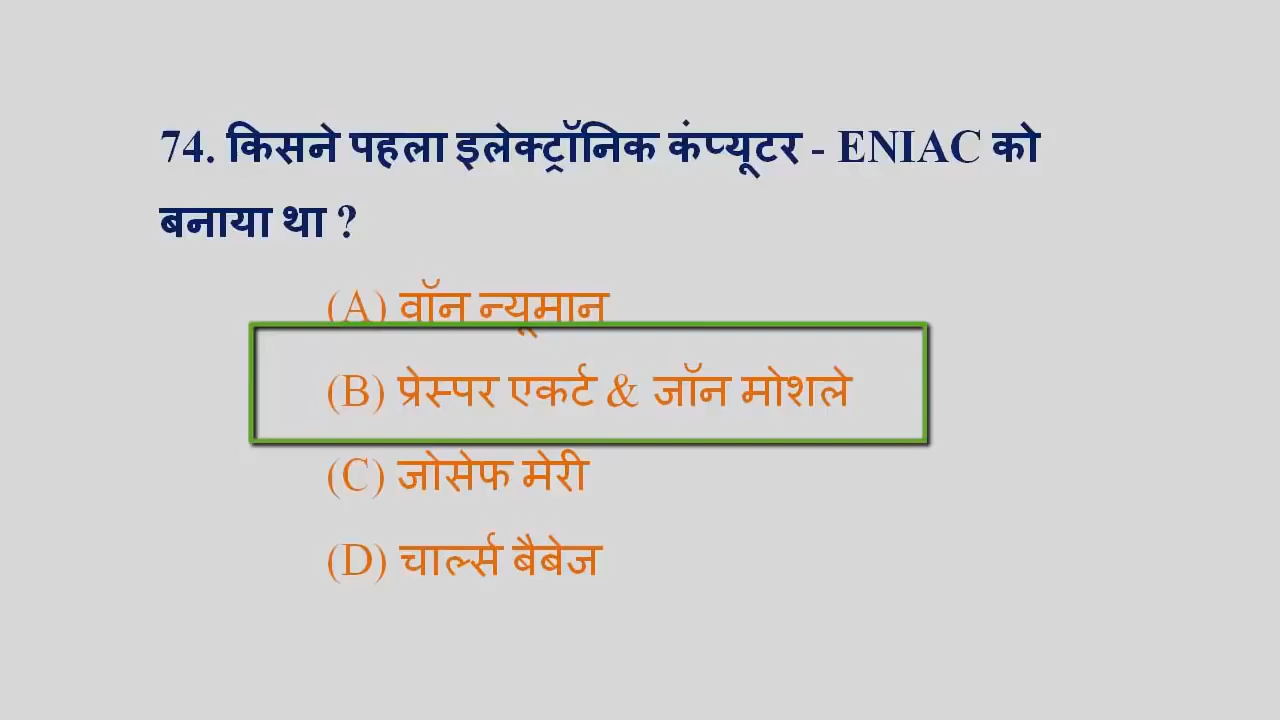 74. किसने पहला इलेक्ट्रॉनिक कंप्यूटर - ENIAC को
बनाया था ?
(A) वॉन न्यूमान
(B) प्रेस्पर एकर्ट & जॉन मोशले
(C) जोसेफ मेरी
(D) चार्ल्स बैबेज